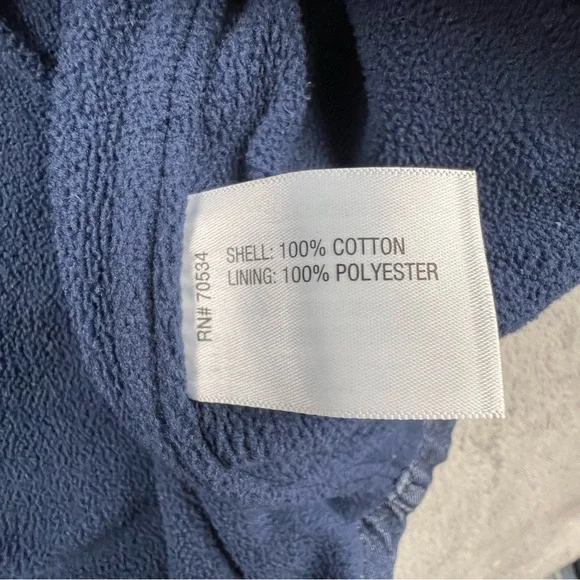 SHELL: 100% COTTON
LINING: 100% POLYESTER
RN# 70534